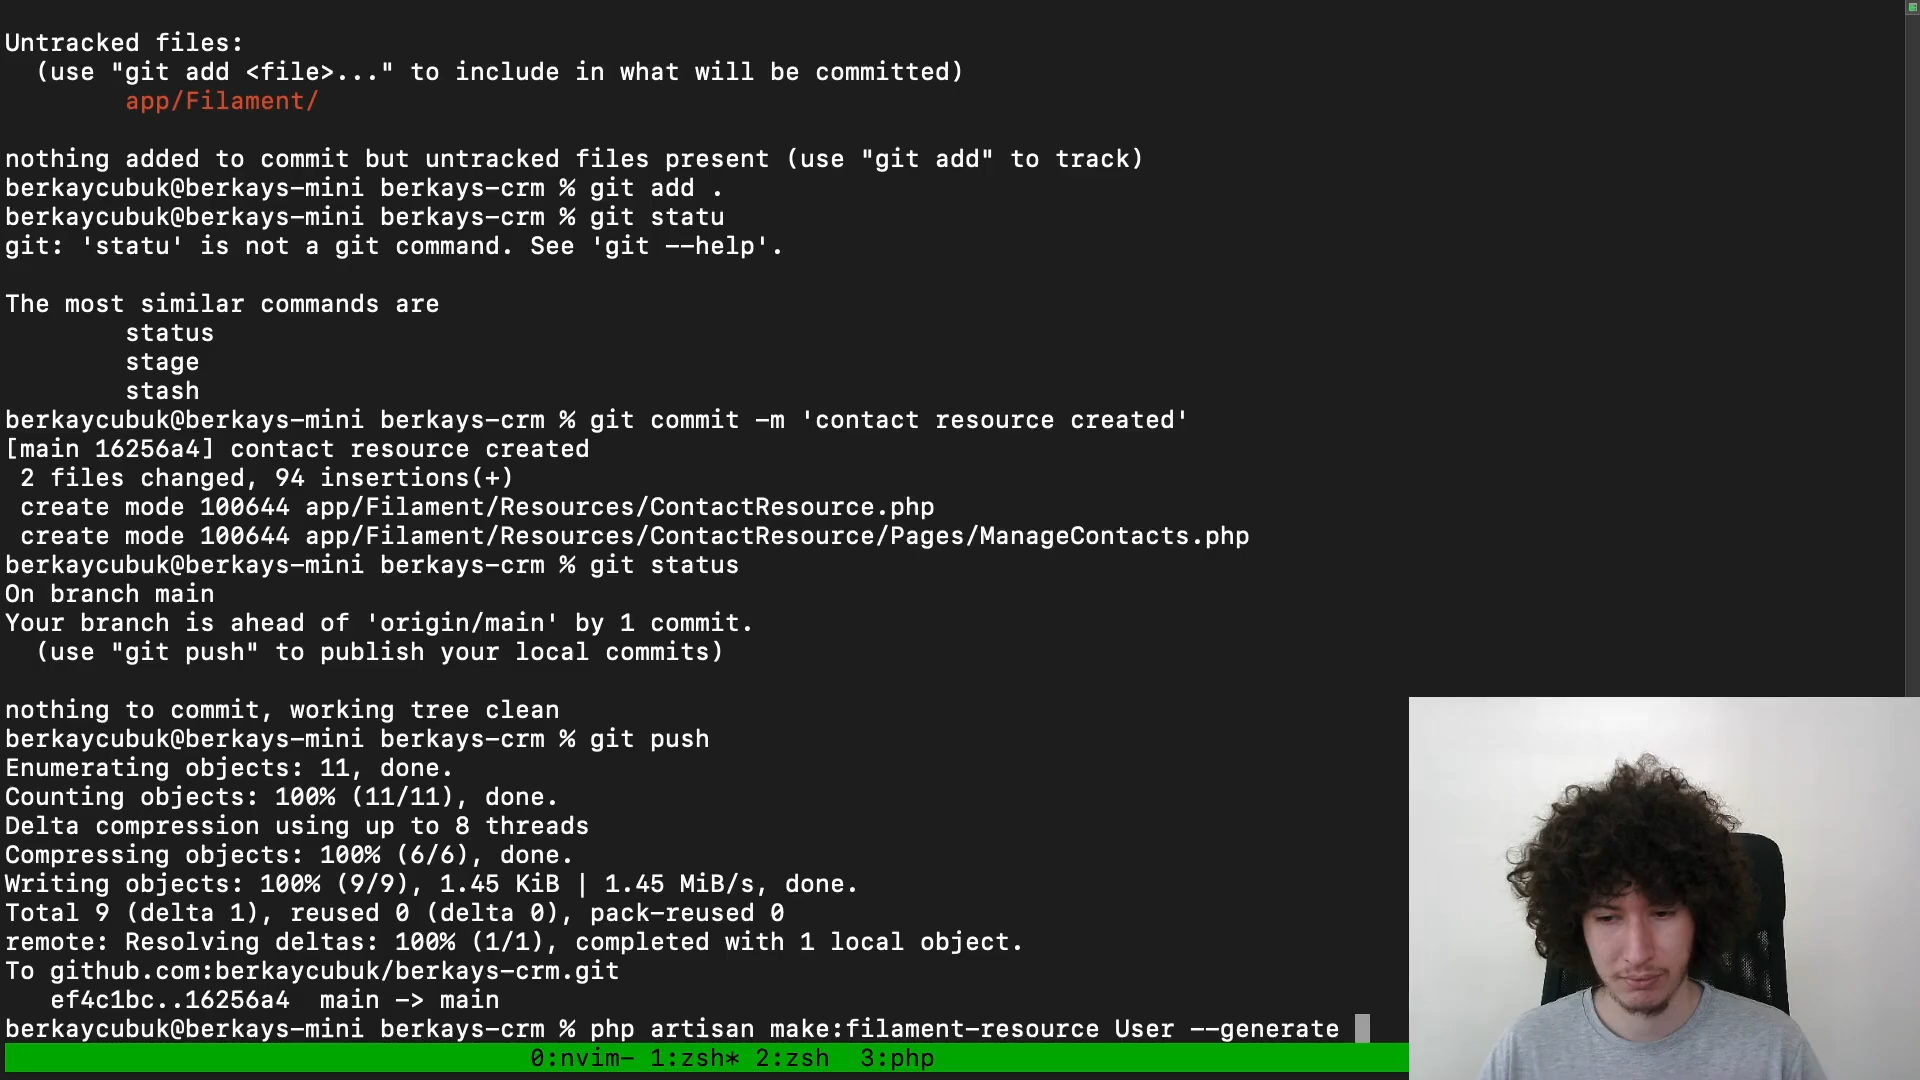 Untracked files:
(use "git add <file>..." to include in what will be committed)
app/Filament/
nothing added to commit but untracked files present (use "git add" to track)
berkaycubuk@berkays-mini berkays-crm % git add .
berkaycubuk@berkays-mini berkays-crm % git statu
git: 'statu' is not a git command. See 'git --help'.
The most similar commands are
status
stage
stash
berkaycubuk@berkays-mini berkays-crm % git commit -m 'contact resource created'
[main 16256a4] contact resource created
2 files changed, 94 insertions(+)
create mode 100644 app/Filament/Resources/ContactResource.php
create mode 100644 app/Filament/Resources/ContactResource/Pages/ManageContacts.php
berkaycubuk@berkays-mini berkays-crm % git status
On branch main
Your branch is ahead of 'origin/main' by 1 commit.
(use "git push" to publish your local commits)
nothing to commit, working tree clean
berkaycubuk@berkays-mini berkays-crm % git push
Enumerating objects: 11, done.
Counting objects: 100% (11/11), done.
Delta compression using up to 8 threads
Compressing objects: 100% (6/6), done.
Writing objects: 100% (9/9), 1.45 KiB | 1.45 MiB/s, done.
Total 9 (delta 1), reused 0 (delta 0), pack-reused 0
remote: Resolving deltas: 100% (1/1), completed with 1 local object.
To github.com:berkaycubuk/berkays-crm.git
ef4c1bc..16256a4  main -> main
berkaycubuk@berkays-mini berkays-crm % php artisan make:filament-resource User --generate
0:nvim- 1:zsh* 2:zsh  3:php